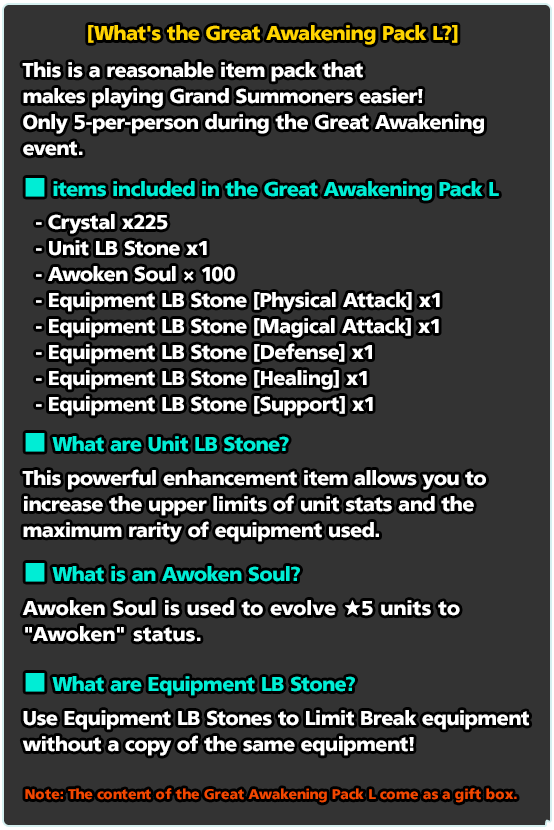 [What's the Great Awakening Pack L?]
This is a reasonable item pack that
makes playing Grand Summoners easier!
Only 5-per-person during the Great Awakening
event.
■ items included in the Great Awakening Pack L
- Crystal x225
- Unit LB Stone x1
- Awoken Soul × 100
- Equipment LB Stone [Physical Attack] x1
- Equipment LB Stone [Magical Attack] x1
- Equipment LB Stone [Defense] x1
- Equipment LB Stone [Healing] x1
- Equipment LB Stone [Support] x1
■ What are Unit LB Stone?
This powerful enhancement item allows you to
increase the upper limits of unit stats and the
maximum rarity of equipment used.
■ What is an Awoken Soul?
Awoken Soul is used to evolve ★5 units to
"Awoken" status.
■ What are Equipment LB Stone?
Use Equipment LB Stones to Limit Break equipment
without a copy of the same equipment!
Note: The content of the Great Awakening Pack L come as a gift box.